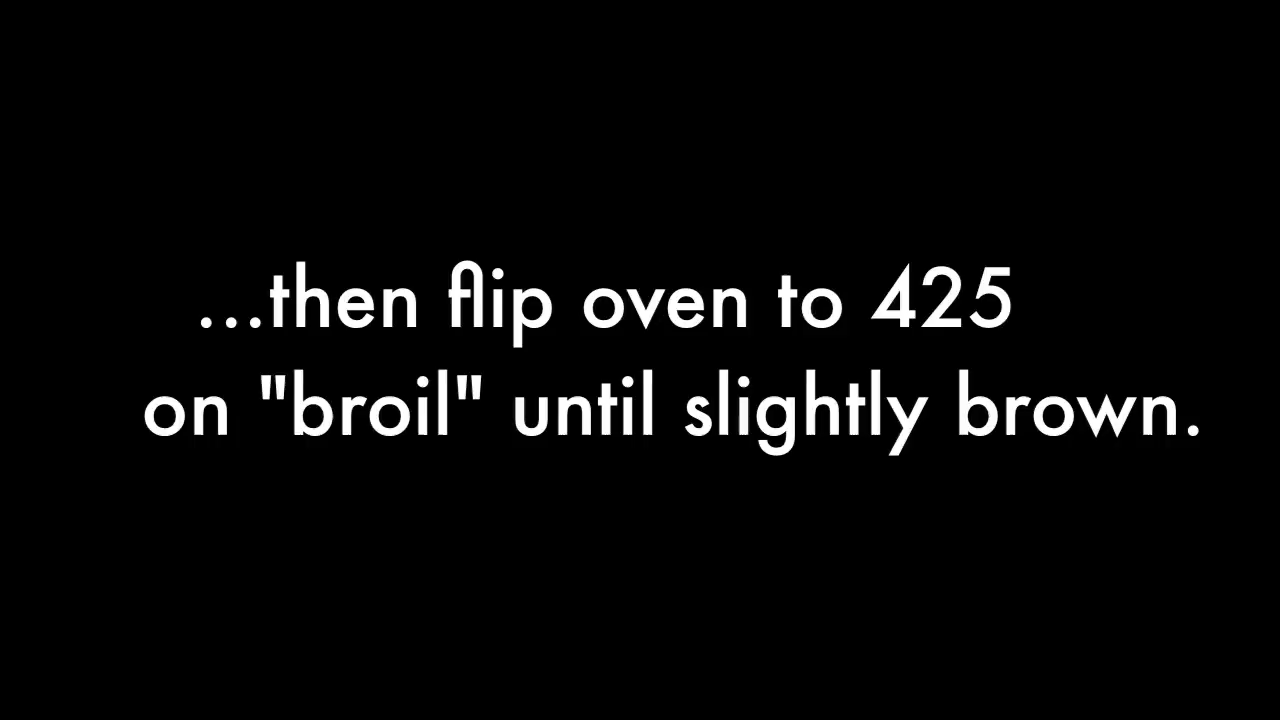 ...then flip oven to 425
on "broil" until slightly brown.